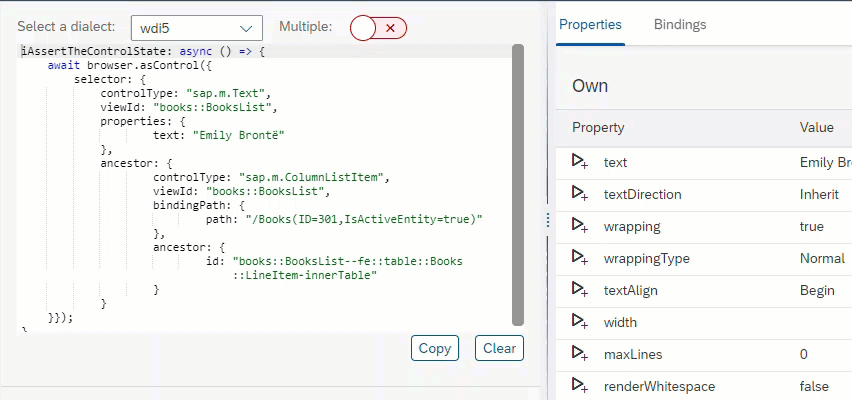 Select a dialect: wdi5 Multiple:
iAssertTheControlState: async () => {
await browser.asControl({
selector: {
controlType: "sap.m.Text",
viewId: "books::BooksList",
properties: {
text: "Emily Brontë"
},
ancestor: {
controlType: "sap.m.ColumnListItem",
viewId: "books::BooksList",
bindingPath: {
path: "/Books(ID=301,IsActiveEntity=true)"
},
ancestor: {
id: "books::BooksList--fe::table::Books
::LineItem-innerTable"
}
}
}});
Copy Clear
Properties Bindings
Own
Property Value
text Emily Br
textDirection Inherit
wrapping true
wrappingType Normal
textAlign Begin
width
maxLines 0
renderWhitespace false